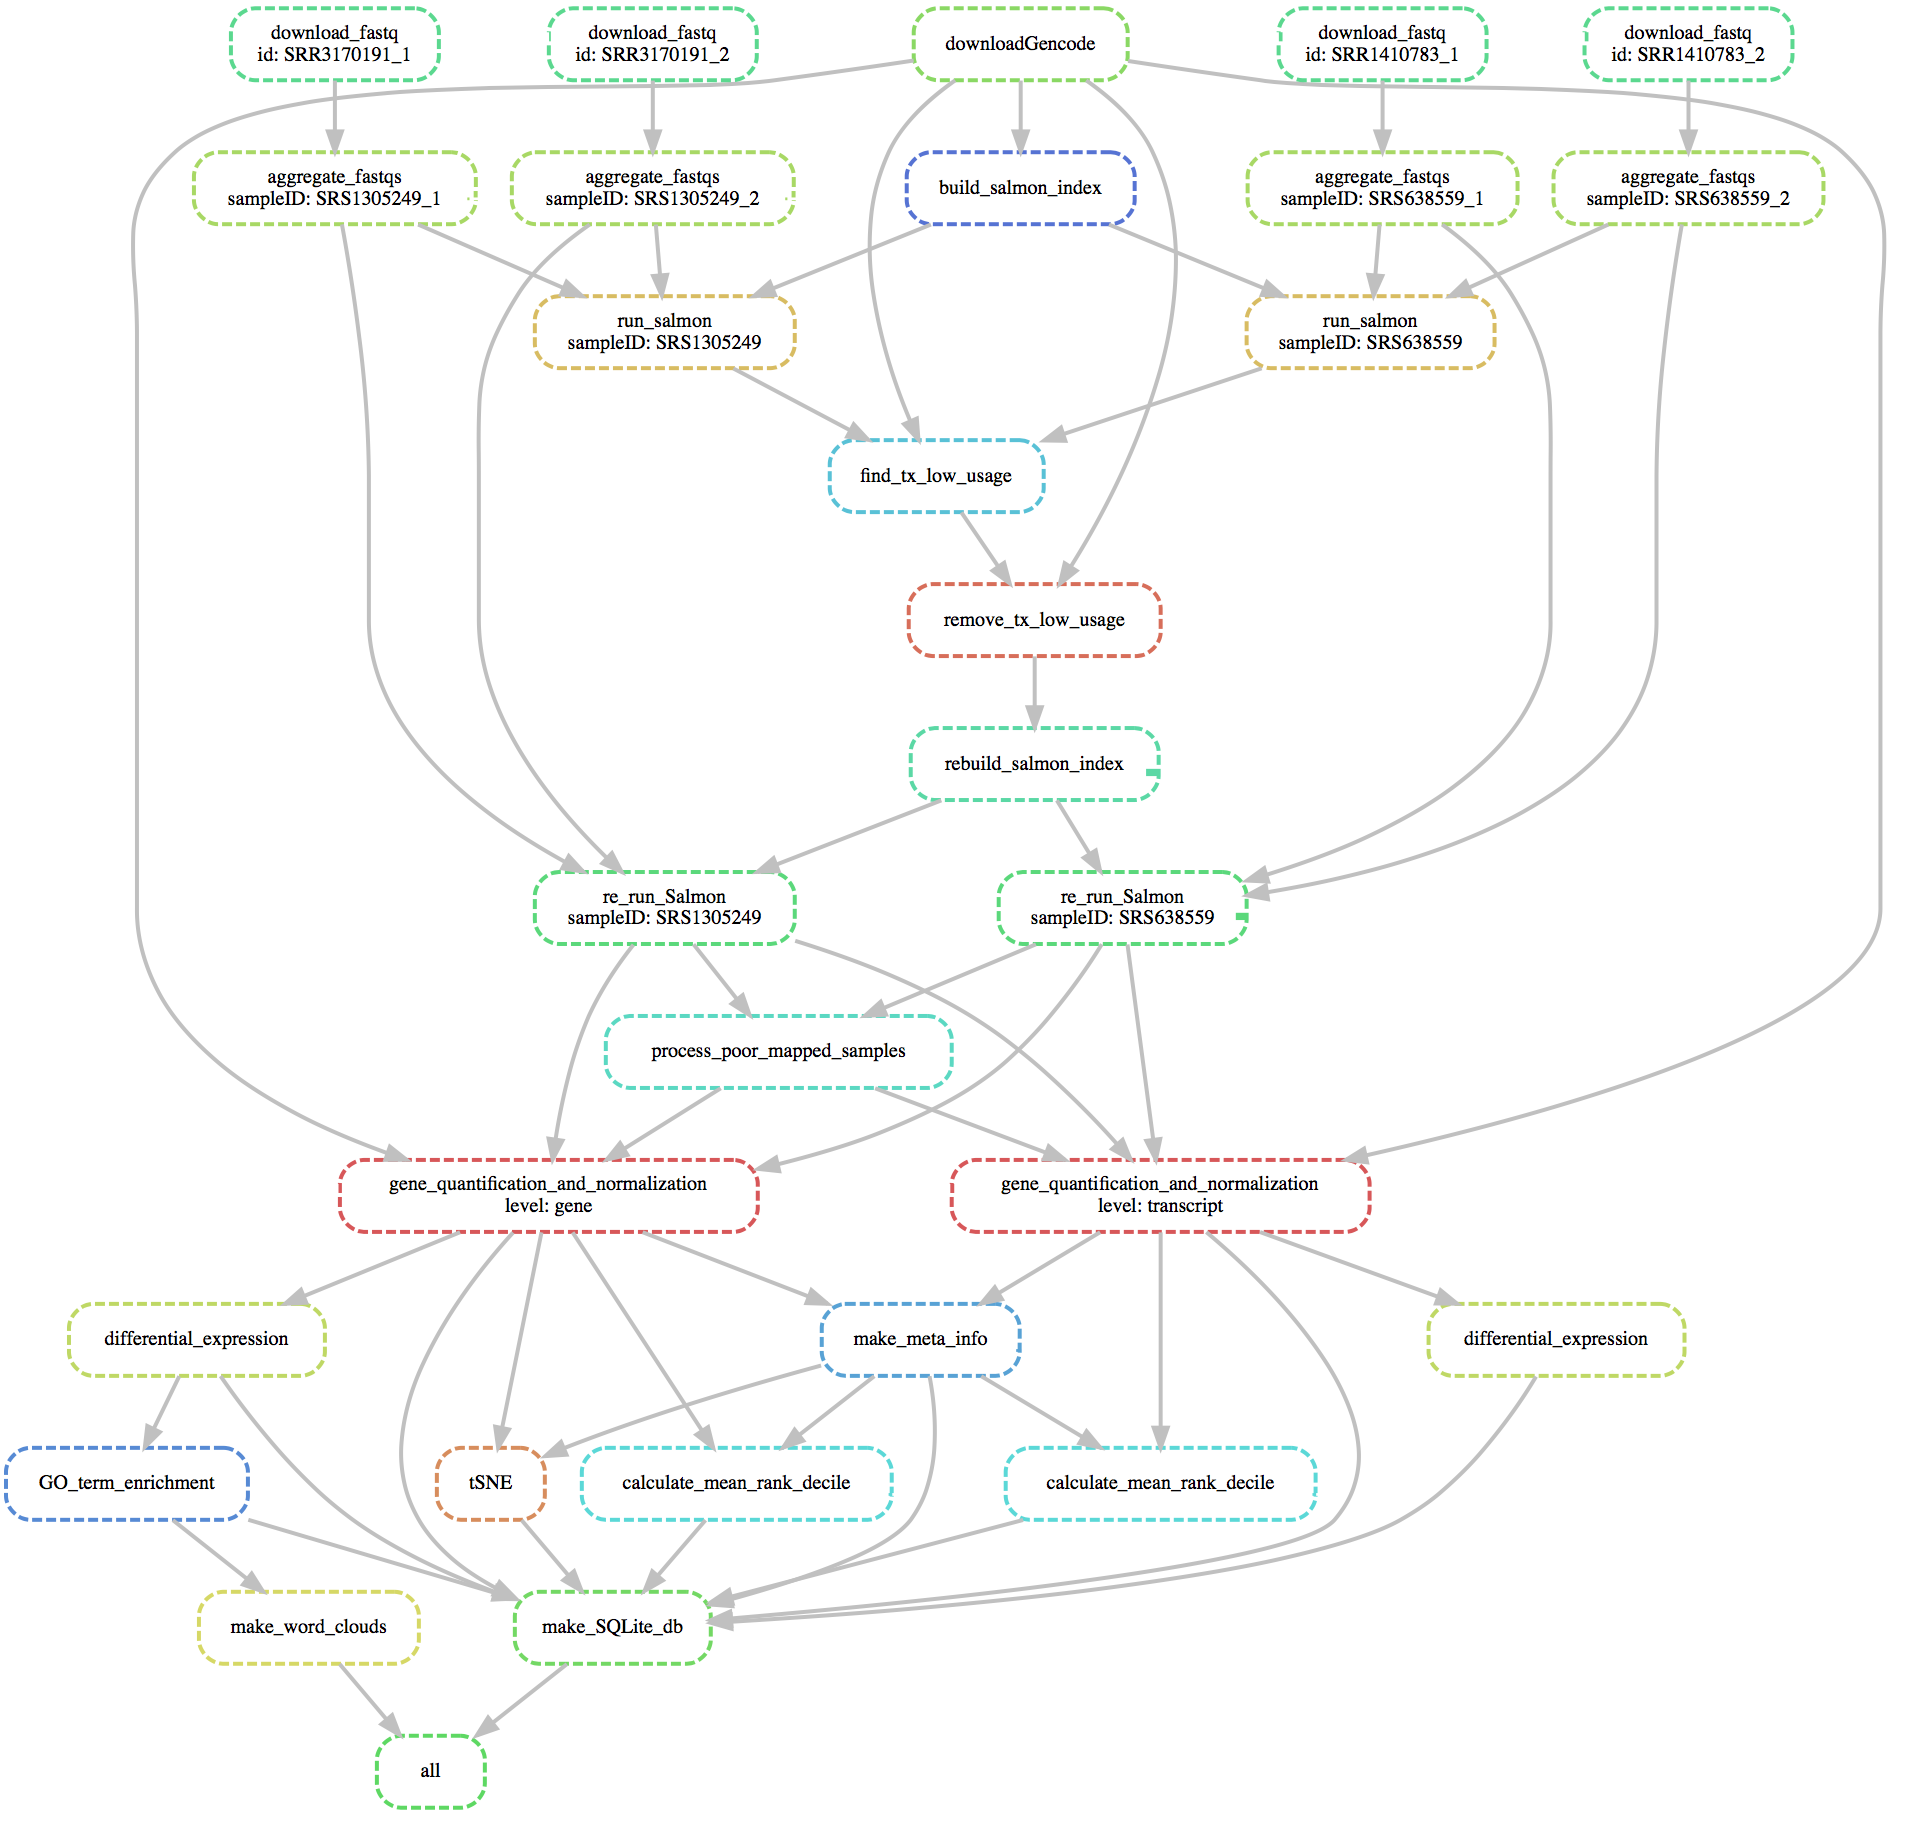 download_fastq
id: SRR3170191_1
download_fastq
id: SRR3170191_2
downloadGencode
download_fastq
id: SRR1410783_1
download_fastq
id: SRR1410783_2
aggregate_fastqs
sampleID: SRS1305249_1
aggregate_fastqs
sampleID: SRS1305249_2
build_salmon_index
aggregate_fastqs
sampleID: SRS638559_1
aggregate_fastqs
sampleID: SRS638559_2
run_salmon
sampleID: SRS1305249
run_salmon
sampleID: SRS638559
find_tx_low_usage
remove_tx_low_usage
rebuild_salmon_index
re_run_Salmon
sampleID: SRS1305249
re_run_Salmon
sampleID: SRS638559
process_poor_mapped_samples
gene_quantification_and_normalization
level: gene
gene_quantification_and_normalization
level: transcript
differential_expression
make_meta_info
differential_expression
GO_term_enrichment
tSNE
calculate_mean_rank_decile
calculate_mean_rank_decile
make_word_clouds
make_SQLite_db
all